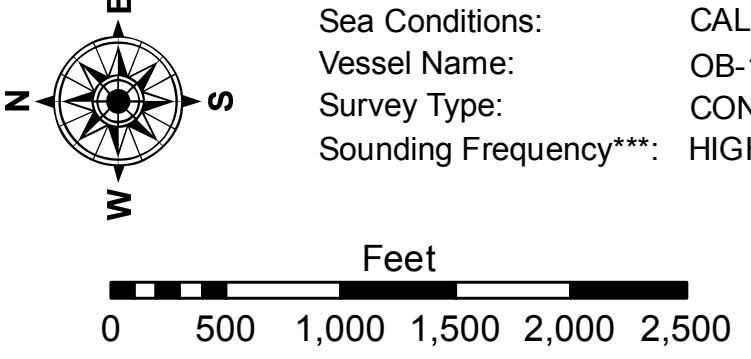 E
N
S
W
Sea Conditions: CAL
Vessel Name: OB-
Survey Type: CON
Sounding Frequency***: HIGH
Feet
0 500 1,000 1,500 2,000 2,500